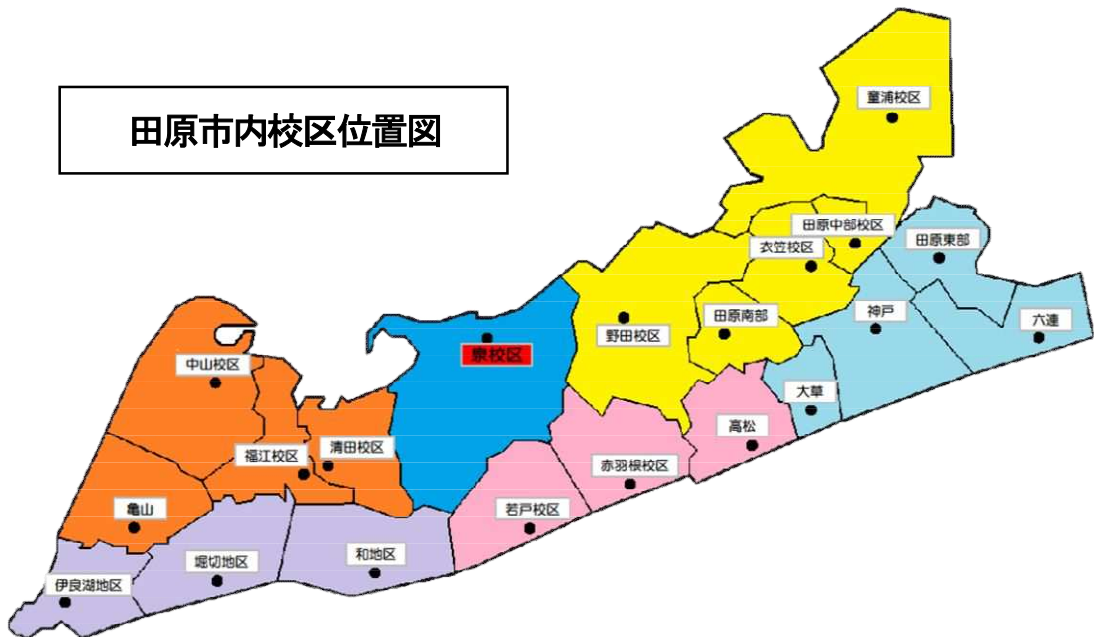 田原市内校区位置図
童浦校区
田原中部校区
衣笠校区
田原東部
神戸
六連
田原南部
野田校区
泉校区
中山校区
大草
高松
清田校区
福江校区
赤羽根校区
若戸校区
亀山
堀切地区
和地区
伊良湖地区